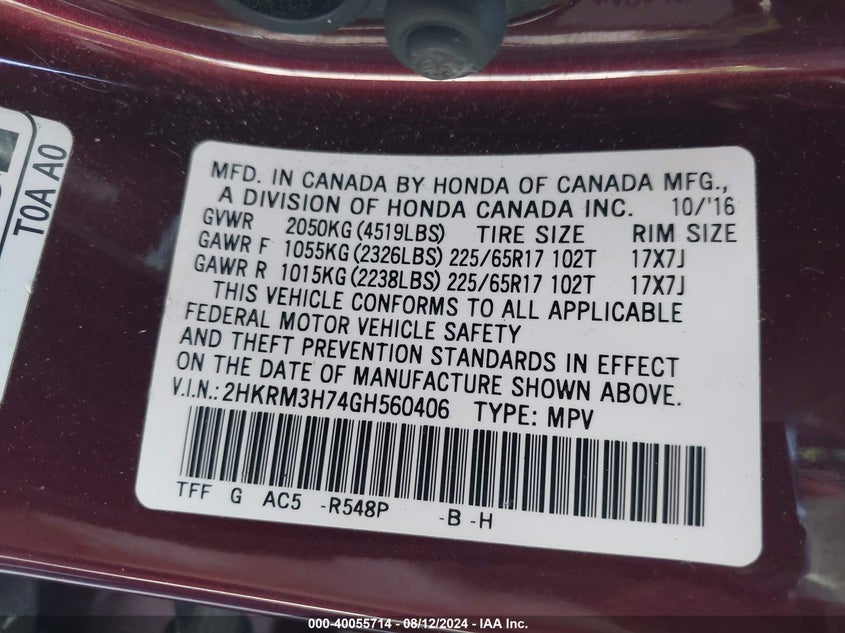 T0A A0
MFD. IN CANADA BY HONDA OF CANADA MFG.,
A DIVISION OF HONDA CANADA INC. 10/'16
GVWR 2050KG (4519LBS) TIRE SIZE RIM SIZE
GAWR F 1055KG (2326LBS) 225/65R17 102T 17X7J
GAWR R 1015KG (2238LBS) 225/65R17 102T 17X7J
THIS VEHICLE CONFORMS TO ALL APPLICABLE
FEDERAL MOTOR VEHICLE SAFETY
AND THEFT PREVENTION STANDARDS IN EFFECT
ON THE DATE OF MANUFACTURE SHOWN ABOVE.
V.I.N.: 2HKRM3H74GH560406 TYPE: MPV
TFF G AC5 -R548P -B -H
000-40055714 - 08/12/2024 - IAA Inc.